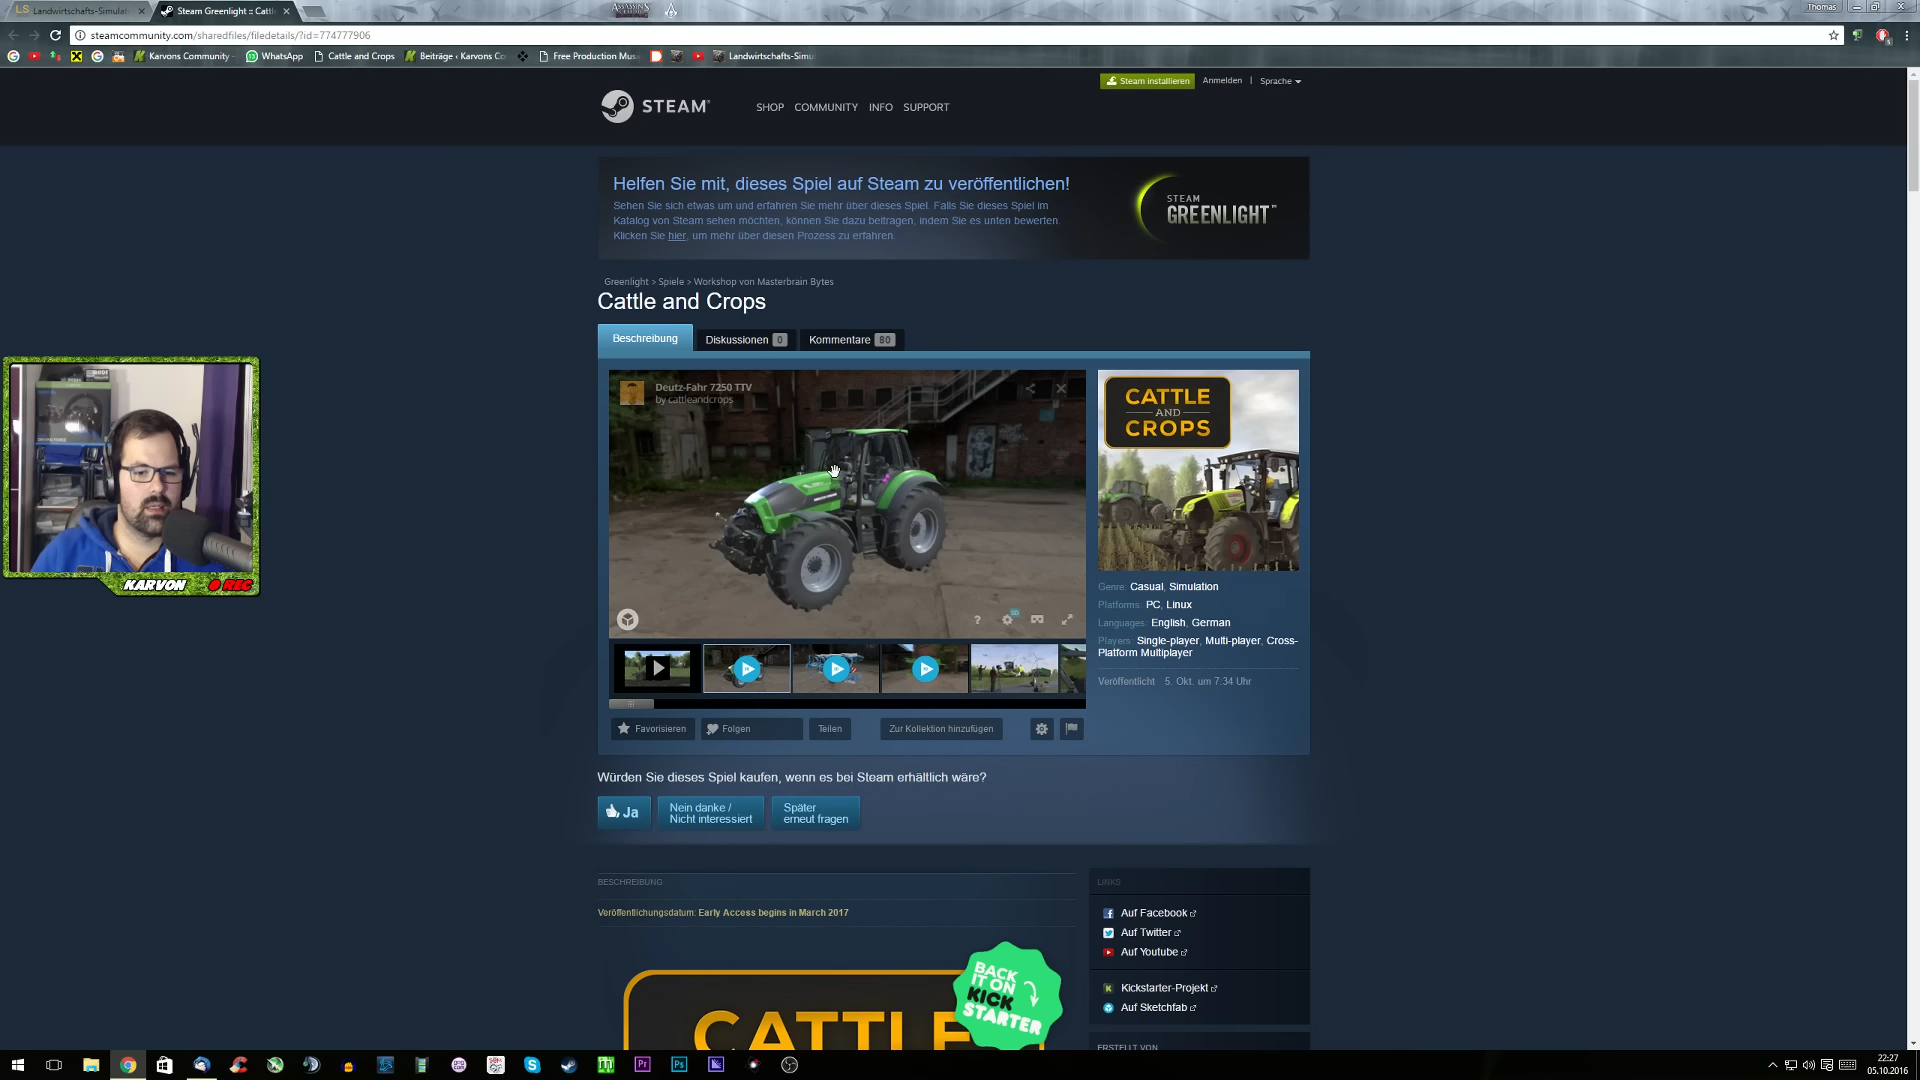 Landwirtschafts-Simulat
Steam Greenlight :: Cattl
ASSASSIN'S
Thomas
steamcommunity.com/sharedfiles/filedetails/?id=774777906
Karvons Community -
WhatsApp
Cattle and Crops
Beiträge ‹ Karvons Co
Free Production Musi
Landwirtschafts-Simu
Steam installieren
Anmelden
|
Sprache
STEAM
SHOP
COMMUNITY
INFO
SUPPORT
Helfen Sie mit, dieses Spiel auf Steam zu veröffentlichen!
Sehen Sie sich etwas um und erfahren Sie mehr über dieses Spiel. Falls Sie dieses Spiel im
Katalog von Steam sehen möchten, können Sie dazu beitragen, indem Sie es unten bewerten.
Klicken Sie hier, um mehr über diesen Prozess zu erfahren.
STEAM
GREENLIGHT™
Greenlight > Spiele > Workshop von Masterbrain Bytes
Cattle and Crops
Beschreibung
Diskussionen 0
Kommentare 80
Deutz-Fahr 7250 TTV
by cattleandcrops
CATTLE
AND
CROPS
Genre: Casual, Simulation
Platforms: PC, Linux
Languages: English, German
Players: Single-player, Multi-player, Cross-
Platform Multiplayer
Veröffentlicht 5. Okt. um 7:34 Uhr
KARVON
REC
Favorisieren
Folgen
Teilen
Zur Kollektion hinzufügen
Würden Sie dieses Spiel kaufen, wenn es bei Steam erhältlich wäre?
Ja
Nein danke /
Nicht interessiert
Später
erneut fragen
BESCHREIBUNG
Veröffentlichungsdatum: Early Access begins in March 2017
BACK
IT ON
KICK
STARTER
CATTLE
LINKS
Auf Facebook
Auf Twitter
Auf Youtube
Kickstarter-Projekt
Auf Sketchfab
ERSTELLT VON
22:27
05.10.2016